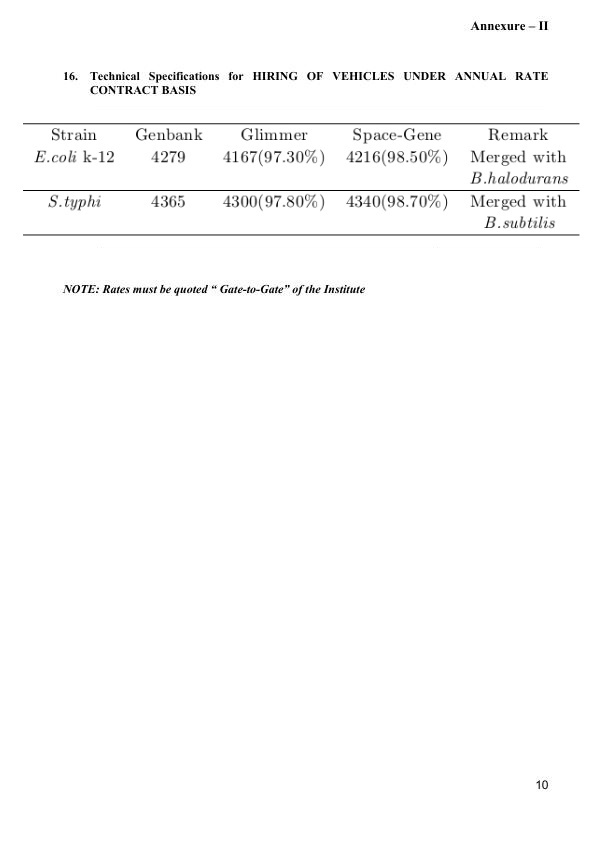 Annexure – II
16. Technical Specifications for HIRING OF VEHICLES UNDER ANNUAL RATE
CONTRACT BASIS
Strain Genbank Glimmer Space-Gene Remark
E.coli k-12 4279 4167(97.30%) 4216(98.50%) Merged with
B.halodurans
S.typhi 4365 4300(97.80%) 4340(98.70%) Merged with
B.subtilis
NOTE: Rates must be quoted “ Gate-to-Gate” of the Institute
10